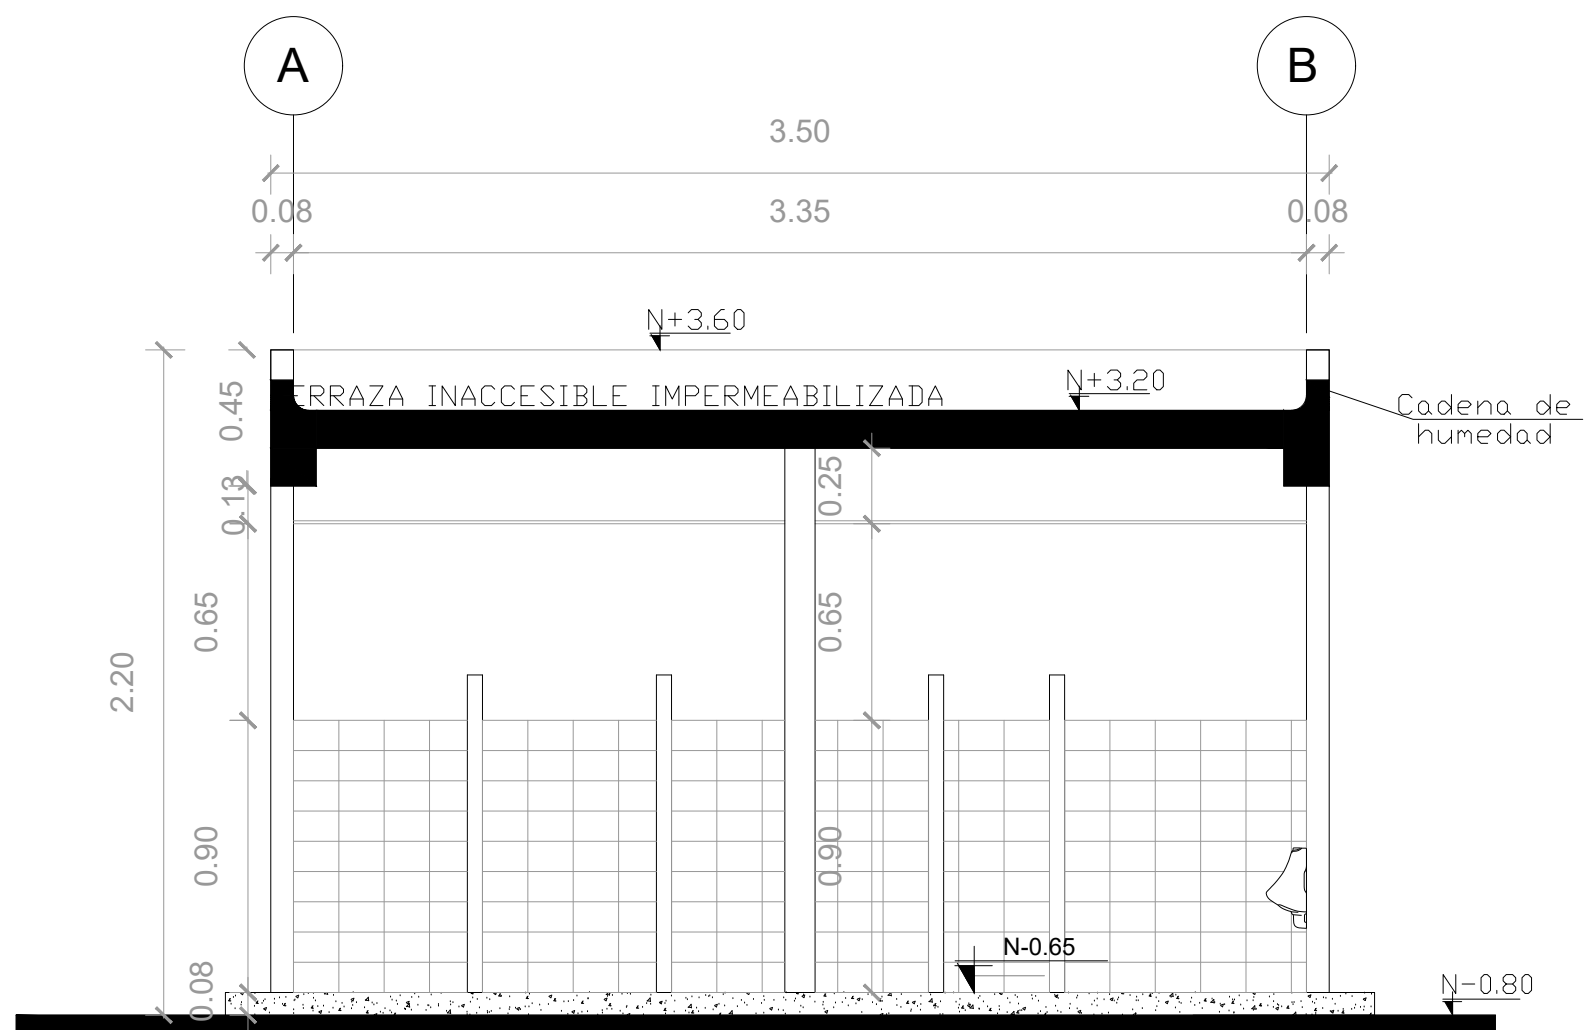 A
B
3.50
0.08
3.35
0.08
N+3.60
N+3.20
ERRAZA INACCESIBLE IMPERMEABILIZADA
Cadena de
humedad
0.45
0.13
0.25
0.65
0.65
2.20
0.90
0.90
N-0.65
0.08
N-0.80